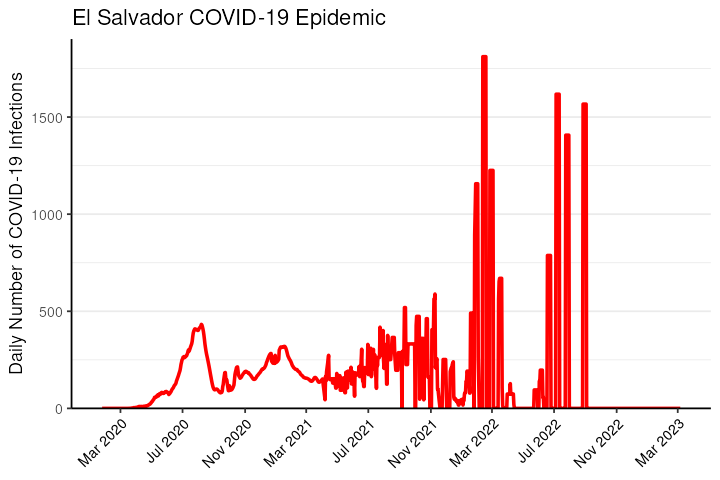 El Salvador COVID-19 Epidemic
Daily Number of COVID-19 Infections
1500
1000
500
0
Mar 2020
Jul 2020
Nov 2020
Mar 2021
Jul 2021
Nov 2021
Mar 2022
Jul 2022
Nov 2022
Mar 2023